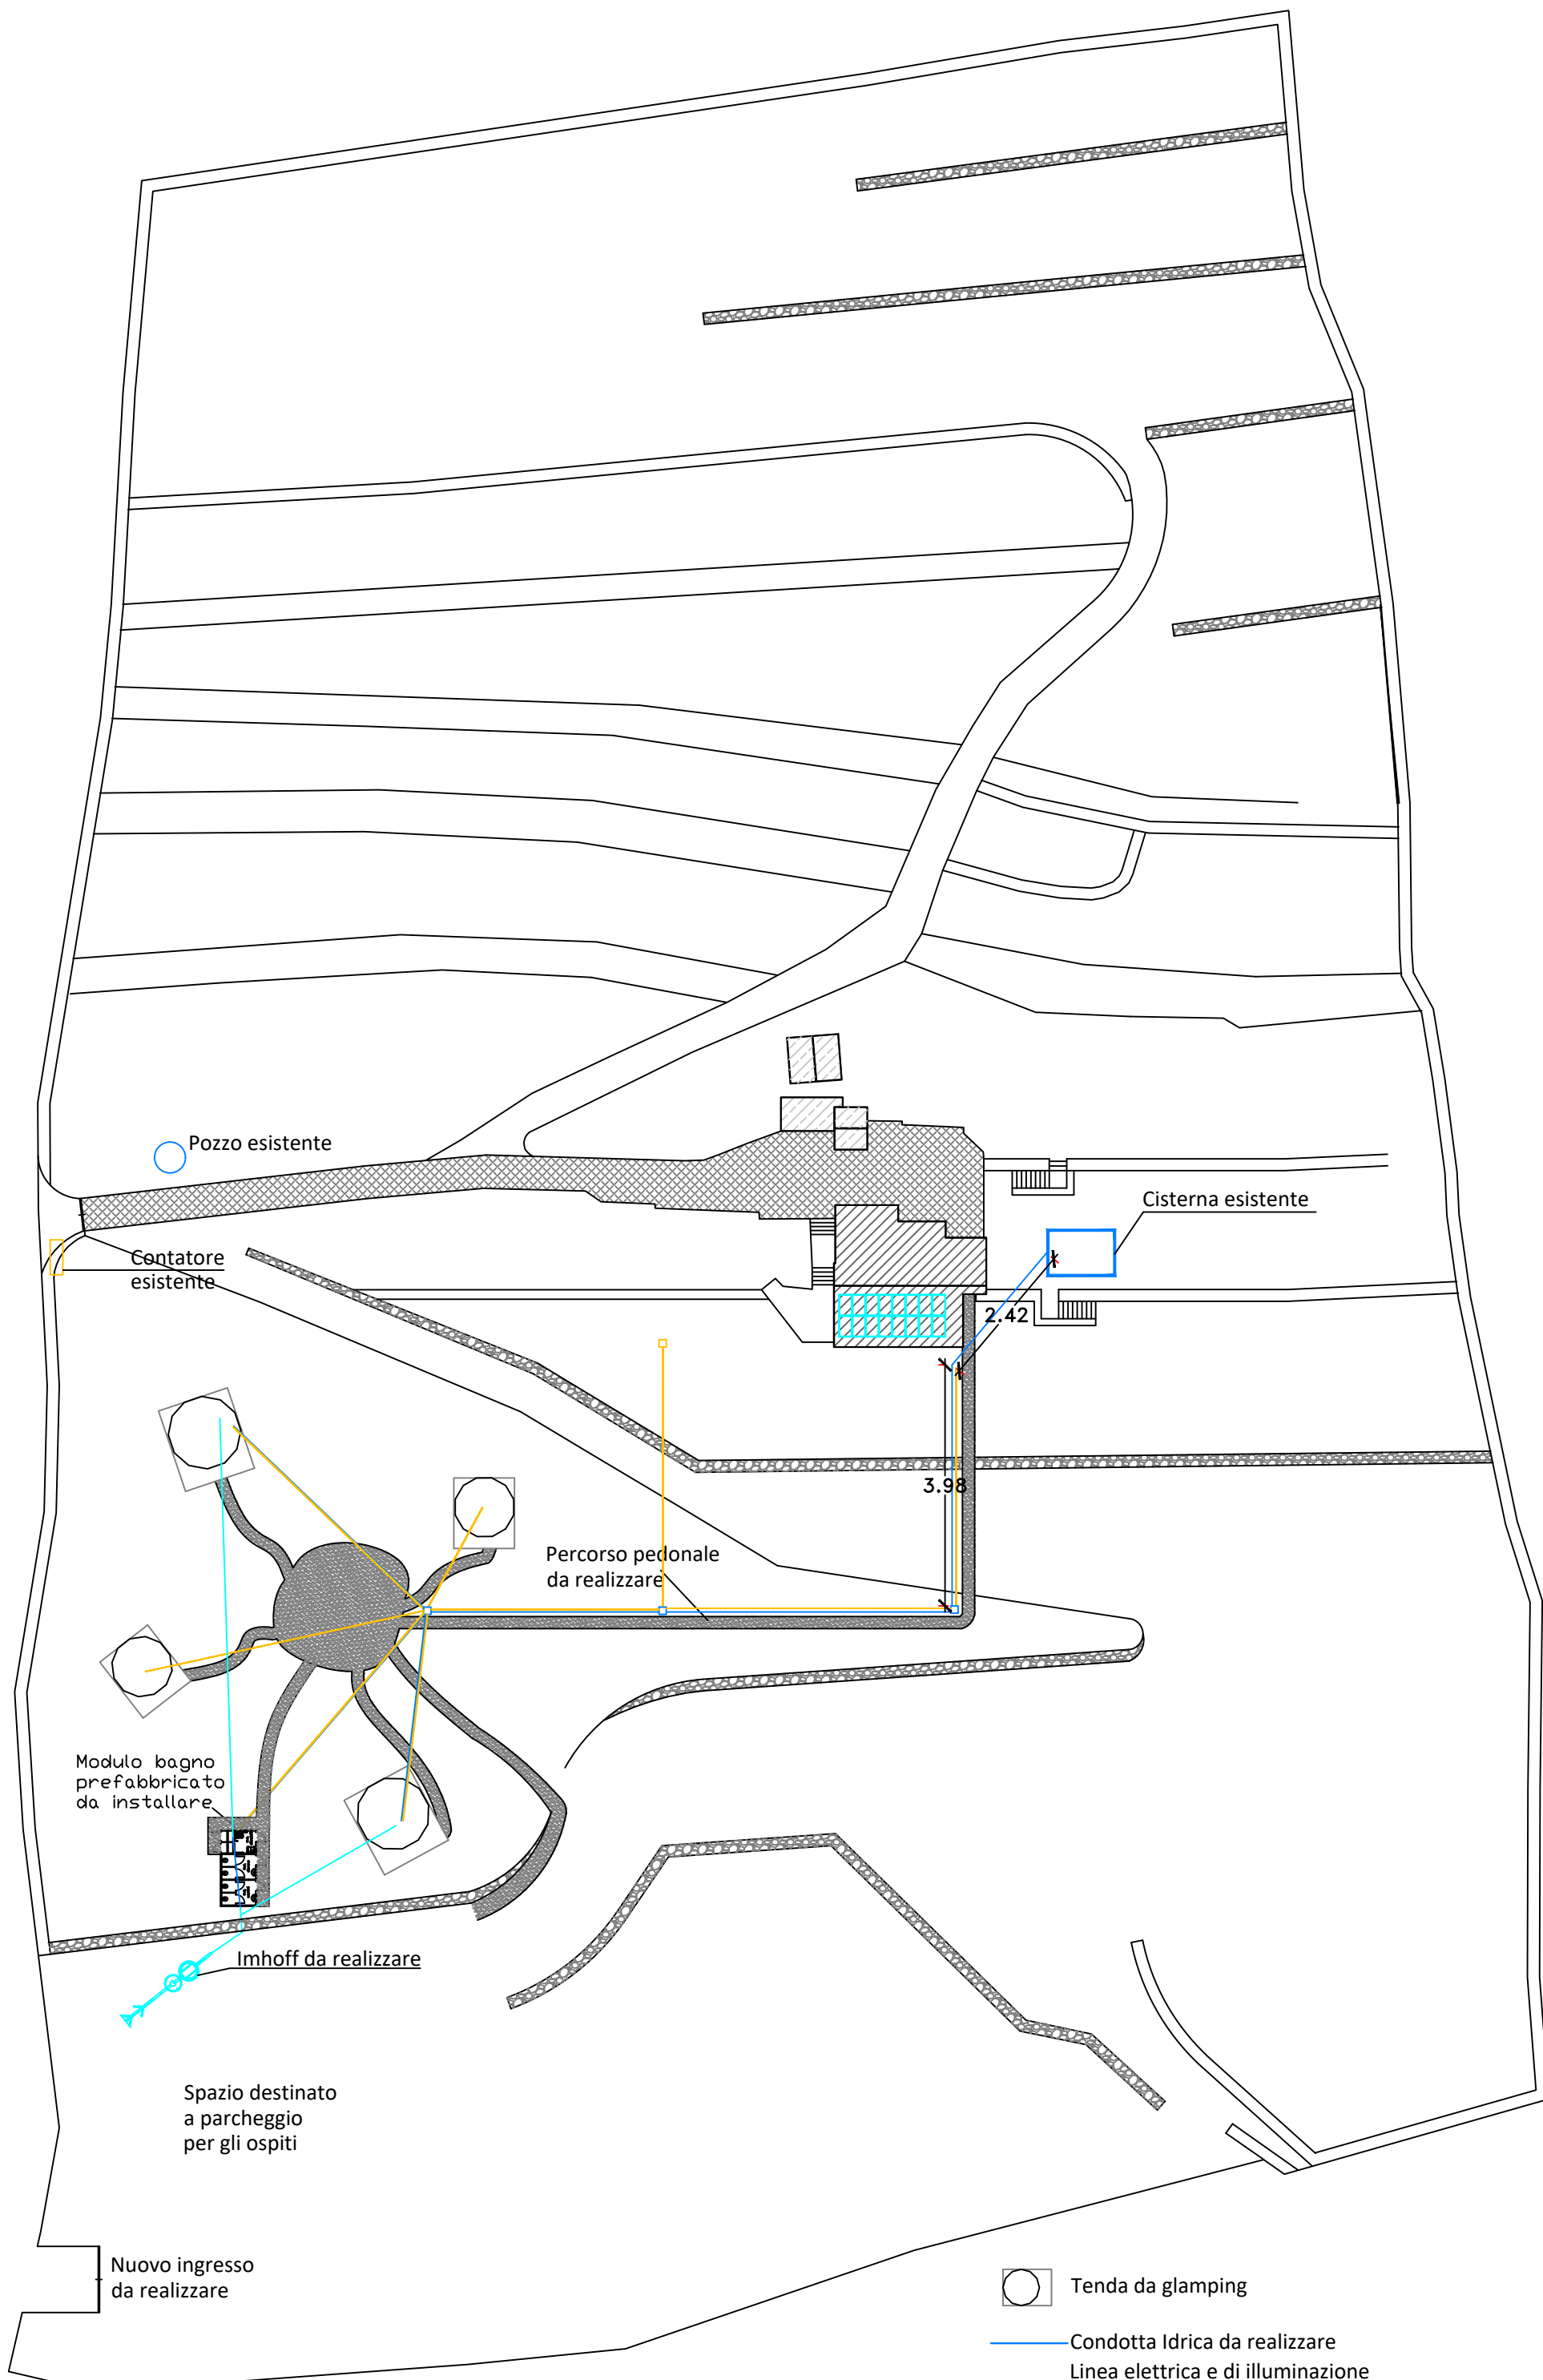 Pozzo esistente
Cisterna esistente
Contatore
esistente
2.42
3.98
Percorso pedonale
da realizzare
Modulo bagno
prefabbricato
da installare
Imhoff da realizzare
Spazio destinato
a parcheggio
per gli ospiti
Nuovo ingresso
da realizzare
Tenda da glamping
Condotta Idrica da realizzare
Linea elettrica e di illuminazione